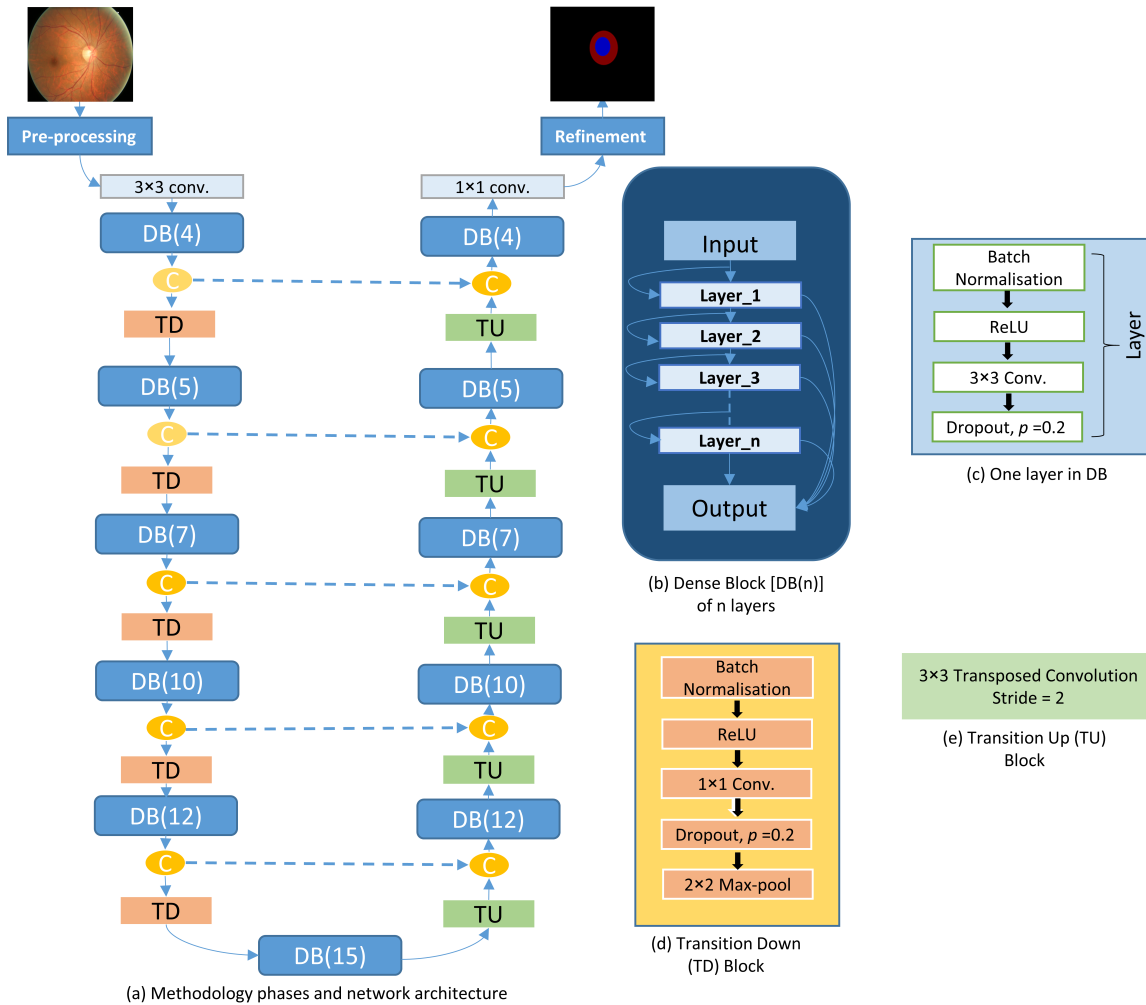 Pre-processing
3×3 conv.
DB(4)
C
TD
DB(5)
C
TD
DB(7)
C
TD
DB(10)
C
TD
DB(12)
C
TD
DB(15)
TU
C
DB(12)
TU
C
DB(10)
TU
C
DB(7)
TU
C
DB(5)
TU
C
DB(4)
1×1 conv.
Refinement
(a) Methodology phases and network architecture
Input
Layer_1
Layer_2
Layer_3
Layer_n
Output
(b) Dense Block [DB(n)]
of n layers
Batch
Normalisation
ReLU
3×3 Conv.
Dropout, p =0.2
Layer
(c) One layer in DB
Batch
Normalisation
ReLU
1×1 Conv.
Dropout, p =0.2
2×2 Max-pool
(d) Transition Down
(TD) Block
3×3 Transposed Convolution
Stride = 2
(e) Transition Up (TU)
Block